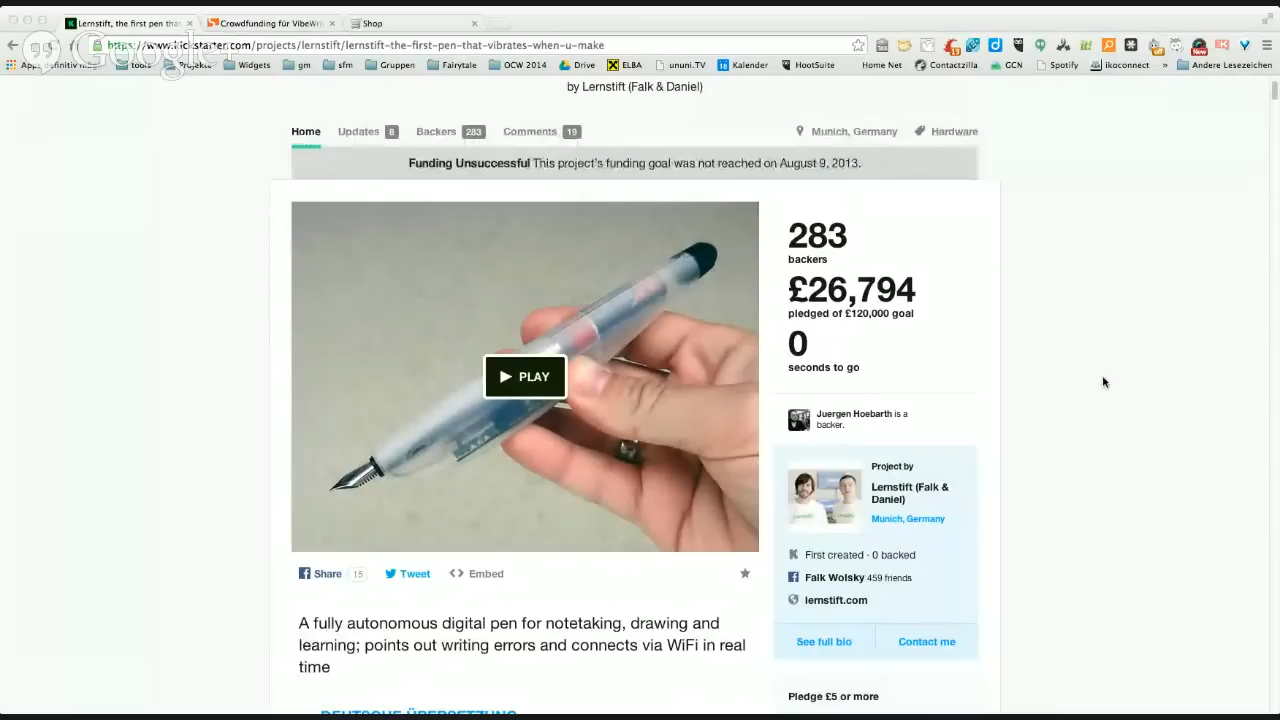 Lernstift, the first pen tha
Crowdfunding für VibeWri
Shop
https://www.kickstarter.com/projects/lernstift/lernstift-the-first-pen-that-vibrates-when-u-make
Google+
tools
Widgets
gm
sfm
Gruppen
Fairytale
OCW 2014
Drive
ELBA
ununi.TV
18 Kalender
HootSuite
Home Net
Contactzilla
GCN
Spotify
ikoconnect
»
Andere Lesezeichen
by Lernstift (Falk & Daniel)
Home
Updates 8
Backers 283
Comments 19
Munich, Germany
Hardware
Funding Unsuccessful This project's funding goal was not reached on August 9, 2013.
PLAY
283
backers
£26,794
pledged of £120,000 goal
0
seconds to go
Juergen Hoebarth is a
backer.
Project by
Lernstift (Falk &
Daniel)
Munich, Germany
First created · 0 backed
Falk Wolsky 459 friends
lernstift.com
See full bio
Contact me
Share 15
Tweet
Embed
A fully autonomous digital pen for notetaking, drawing and
learning; points out writing errors and connects via WiFi in real
time
Pledge £5 or more
DEUTSCHE ÜBERSETZUNG